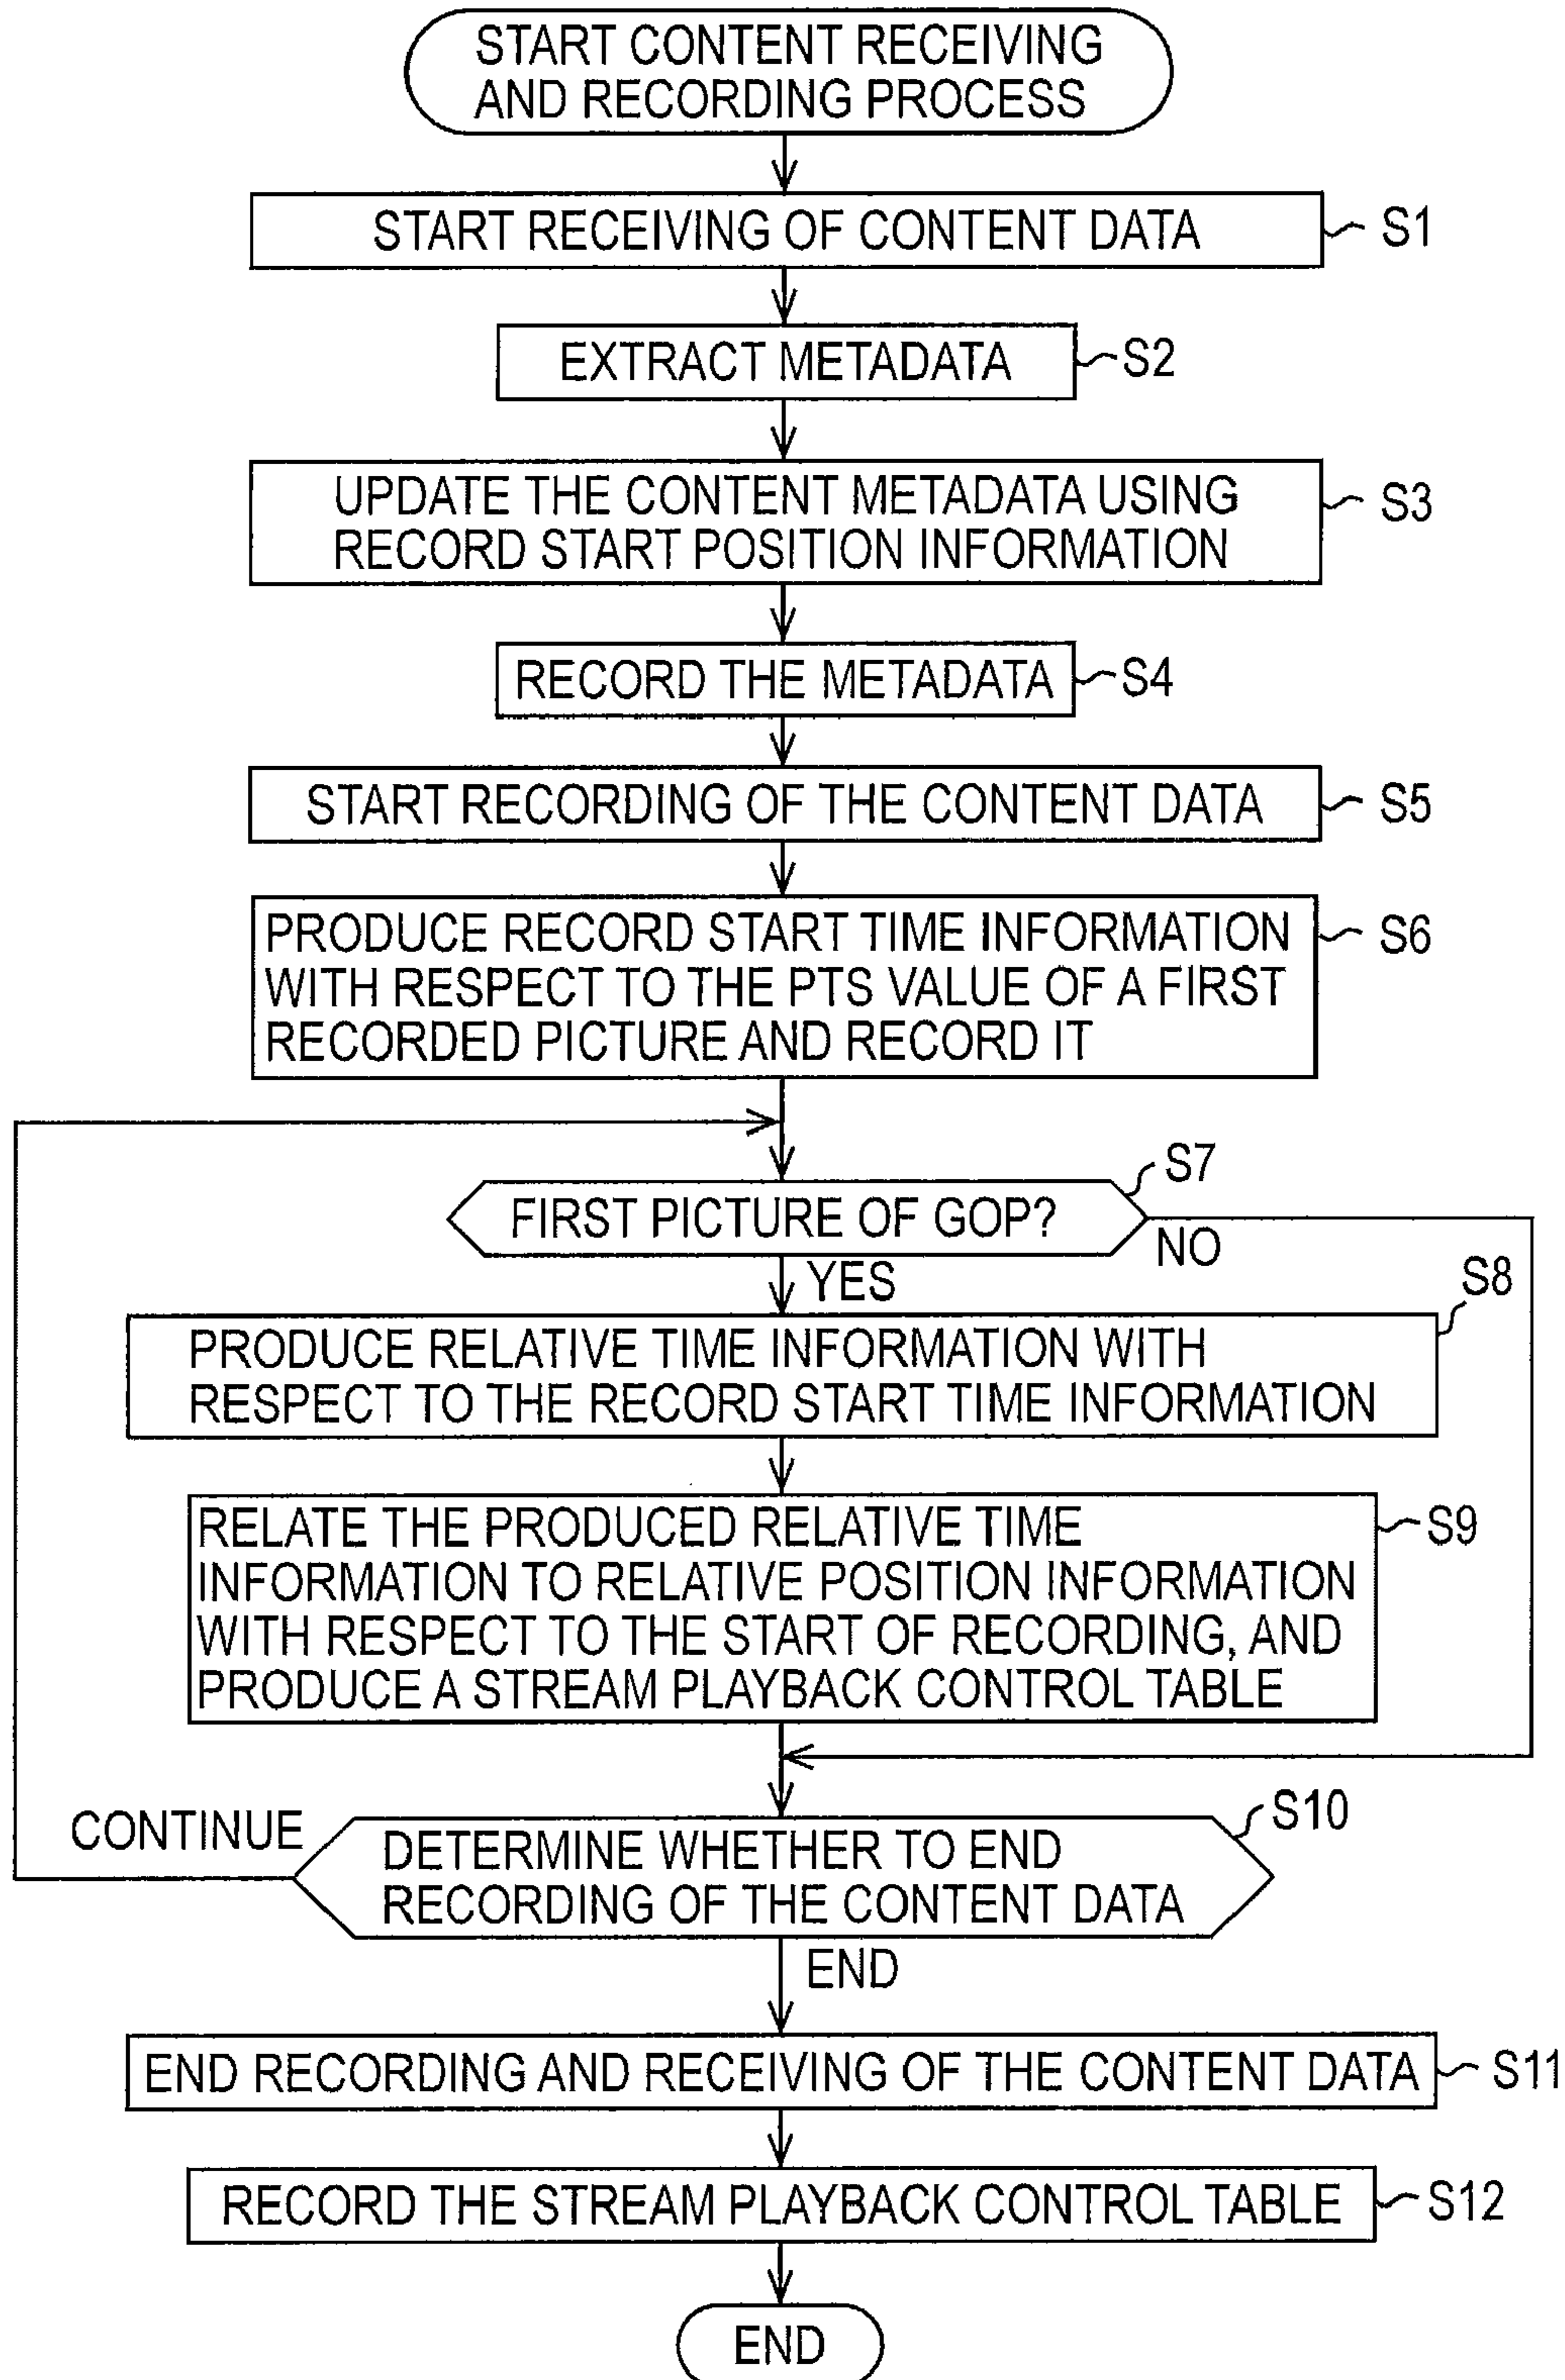 START CONTENT RECEIVING
AND RECORDING PROCESS
START RECEIVING OF CONTENT DATA
S1
EXTRACT METADATA
S2
UPDATE THE CONTENT METADATA USING
RECORD START POSITION INFORMATION
S3
RECORD THE METADATA
S4
START RECORDING OF THE CONTENT DATA
S5
PRODUCE RECORD START TIME INFORMATION
WITH RESPECT TO THE PTS VALUE OF A FIRST
RECORDED PICTURE AND RECORD IT
S6
S7
FIRST PICTURE OF GOP?
NO
YES
S8
PRODUCE RELATIVE TIME INFORMATION WITH
RESPECT TO THE RECORD START TIME INFORMATION
RELATE THE PRODUCED RELATIVE TIME
INFORMATION TO RELATIVE POSITION INFORMATION
WITH RESPECT TO THE START OF RECORDING, AND
PRODUCE A STREAM PLAYBACK CONTROL TABLE
S9
CONTINUE
S10
DETERMINE WHETHER TO END
RECORDING OF THE CONTENT DATA
END
END RECORDING AND RECEIVING OF THE CONTENT DATA
S11
RECORD THE STREAM PLAYBACK CONTROL TABLE
S12
END